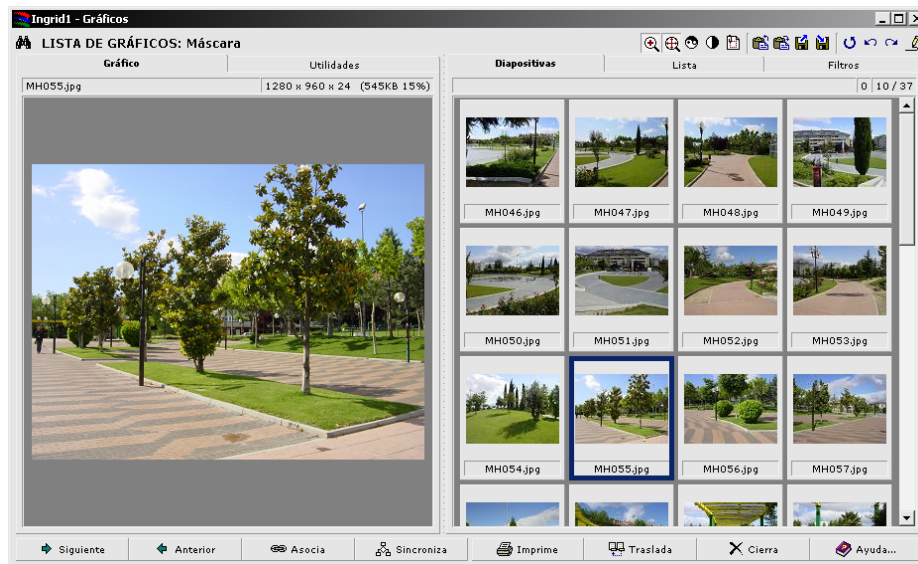 Ingrid1 - Gráficos
LISTA DE GRÁFICOS: Máscara
Gráfico
Utilidades
Diapositivas
Lista
Filtros
MH055.jpg
1280 x 960 x 24 (545KB 15%)
0
10 / 37
MH046.jpg
MH047.jpg
MH048.jpg
MH049.jpg
MH050.jpg
MH051.jpg
MH052.jpg
MH053.jpg
MH054.jpg
MH055.jpg
MH056.jpg
MH057.jpg
Siguiente
Anterior
Asocia
Sincroniza
Imprime
Traslada
Cierra
Ayuda...